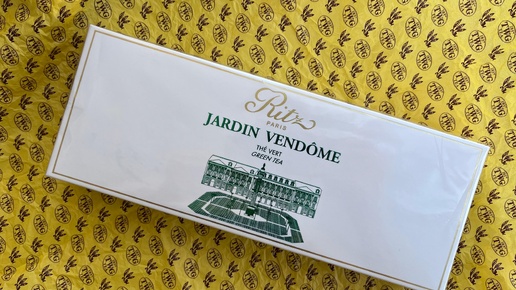 Ritz
PARIS
JARDIN VENDÔME
THÉ VERT
GREEN TEA